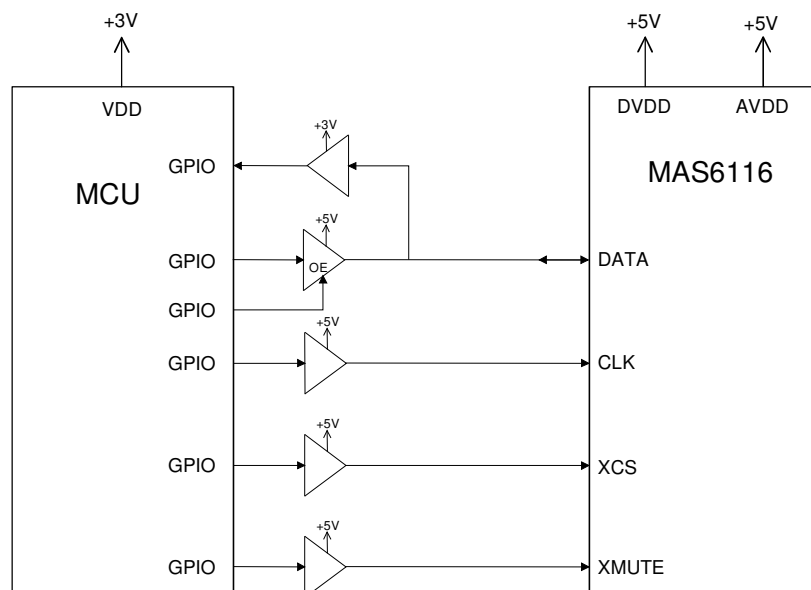 +3V
+5V
+5V
VDD
DVDD
AVDD
+3V
GPIO
MCU
MAS6116
+5V
GPIO
OE
DATA
GPIO
+5V
GPIO
CLK
+5V
GPIO
XCS
+5V
GPIO
XMUTE